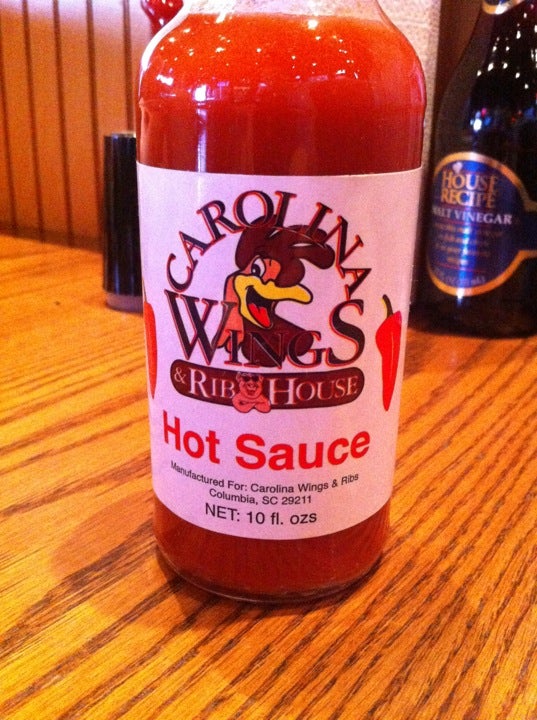 CAROLINA
WINGS
& RIB HOUSE
Hot Sauce
Manufactured For: Carolina Wings & Ribs
Columbia, SC 29211
NET: 10 fl. ozs
HOUSE
RECIPE
MALT VINEGAR